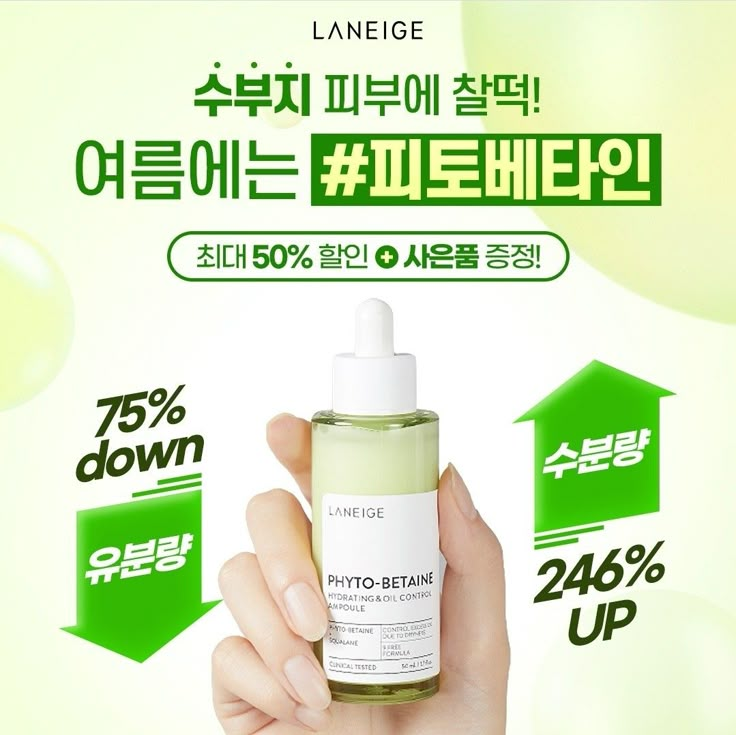 LANEIGE
수부지 피부에 찰떡!
여름에는 #피토베타인
최대 50% 할인 + 사은품 증정!
75%
down
유분량
수분량
246%
UP
LANEIGE
PHYTO-BETAINE
HYDRATING & OIL CONTROL
AMPOULE
PHYTO-BETAINE
+
SQUALANE
CONTROL EXCESS OIL
DUE TO DRYNESS
9 FREE
FORMULA
CLINICAL TESTED
50 mL /